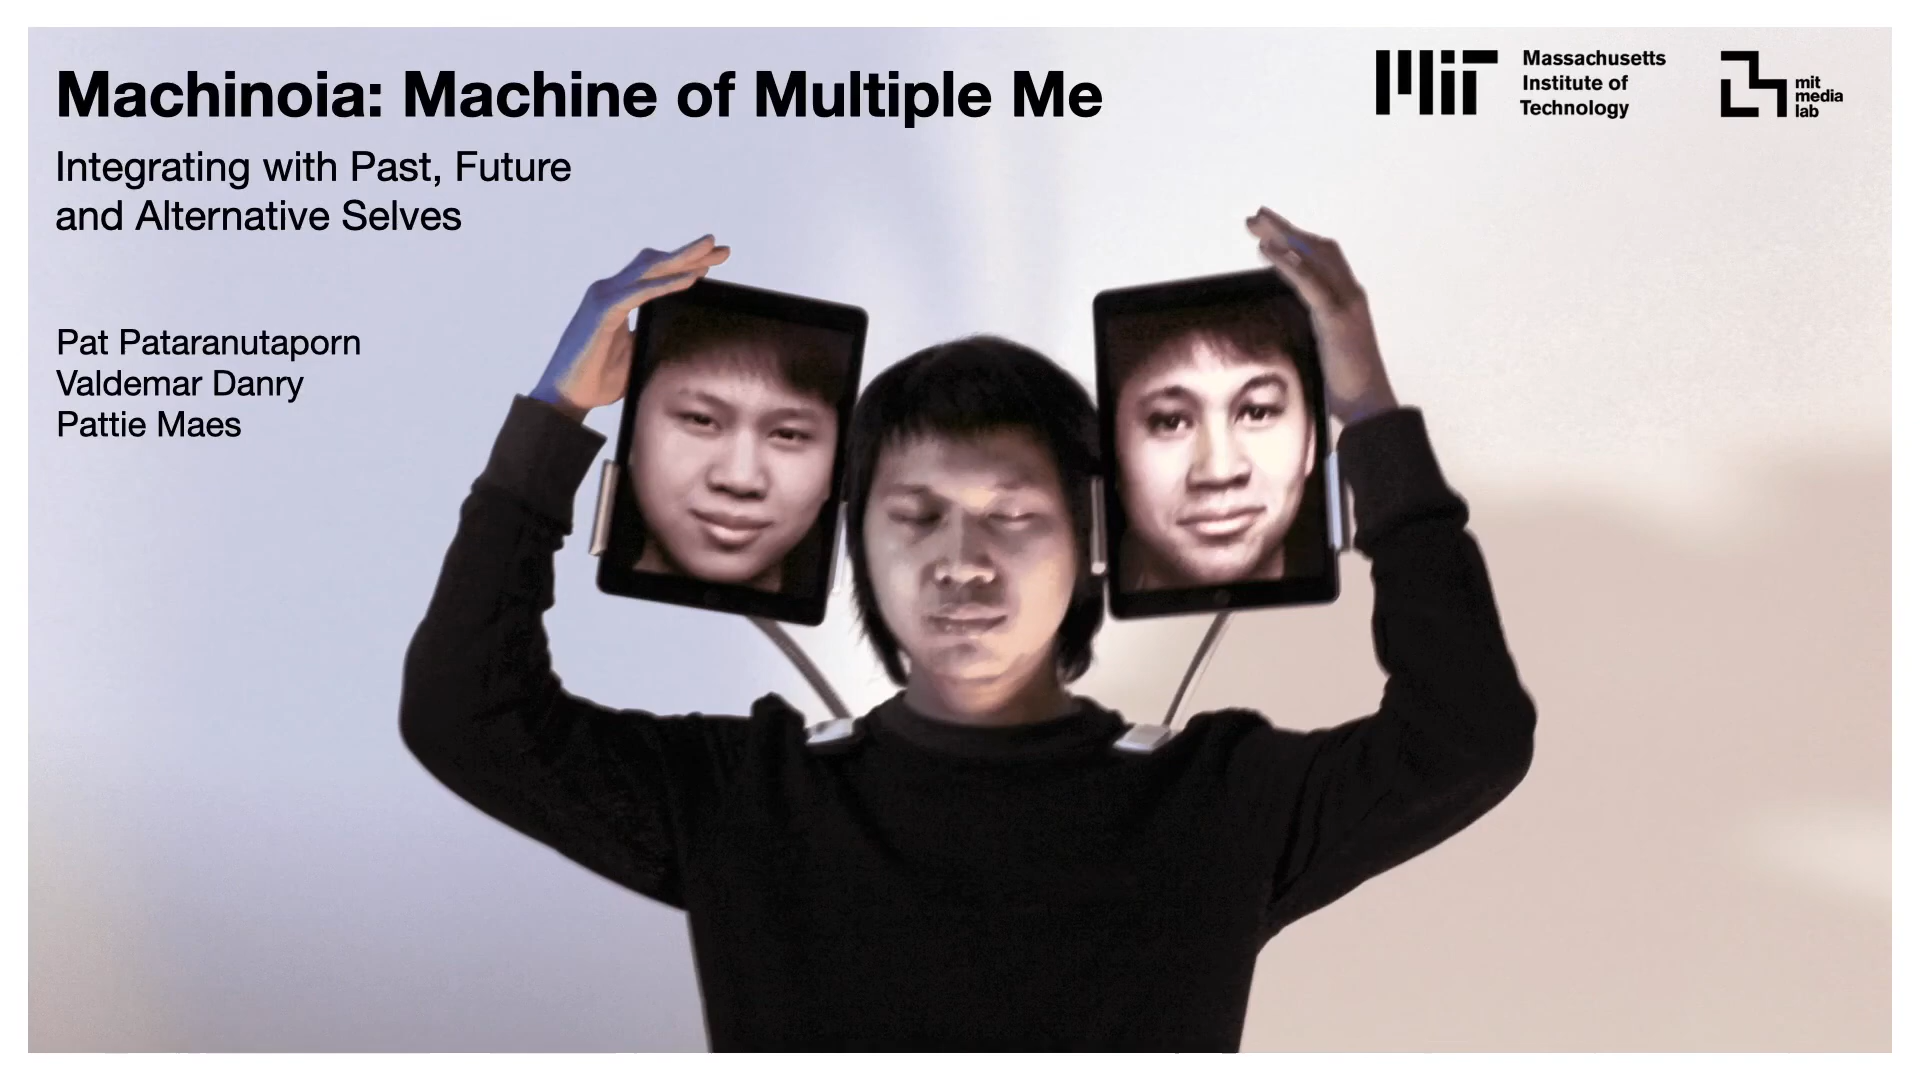 Machinoia: Machine of Multiple Me
Integrating with Past, Future
and Alternative Selves
Pat Pataranutaporn
Valdemar Danry
Pattie Maes
MIT
Massachusetts
Institute of
Technology
mit
media
lab